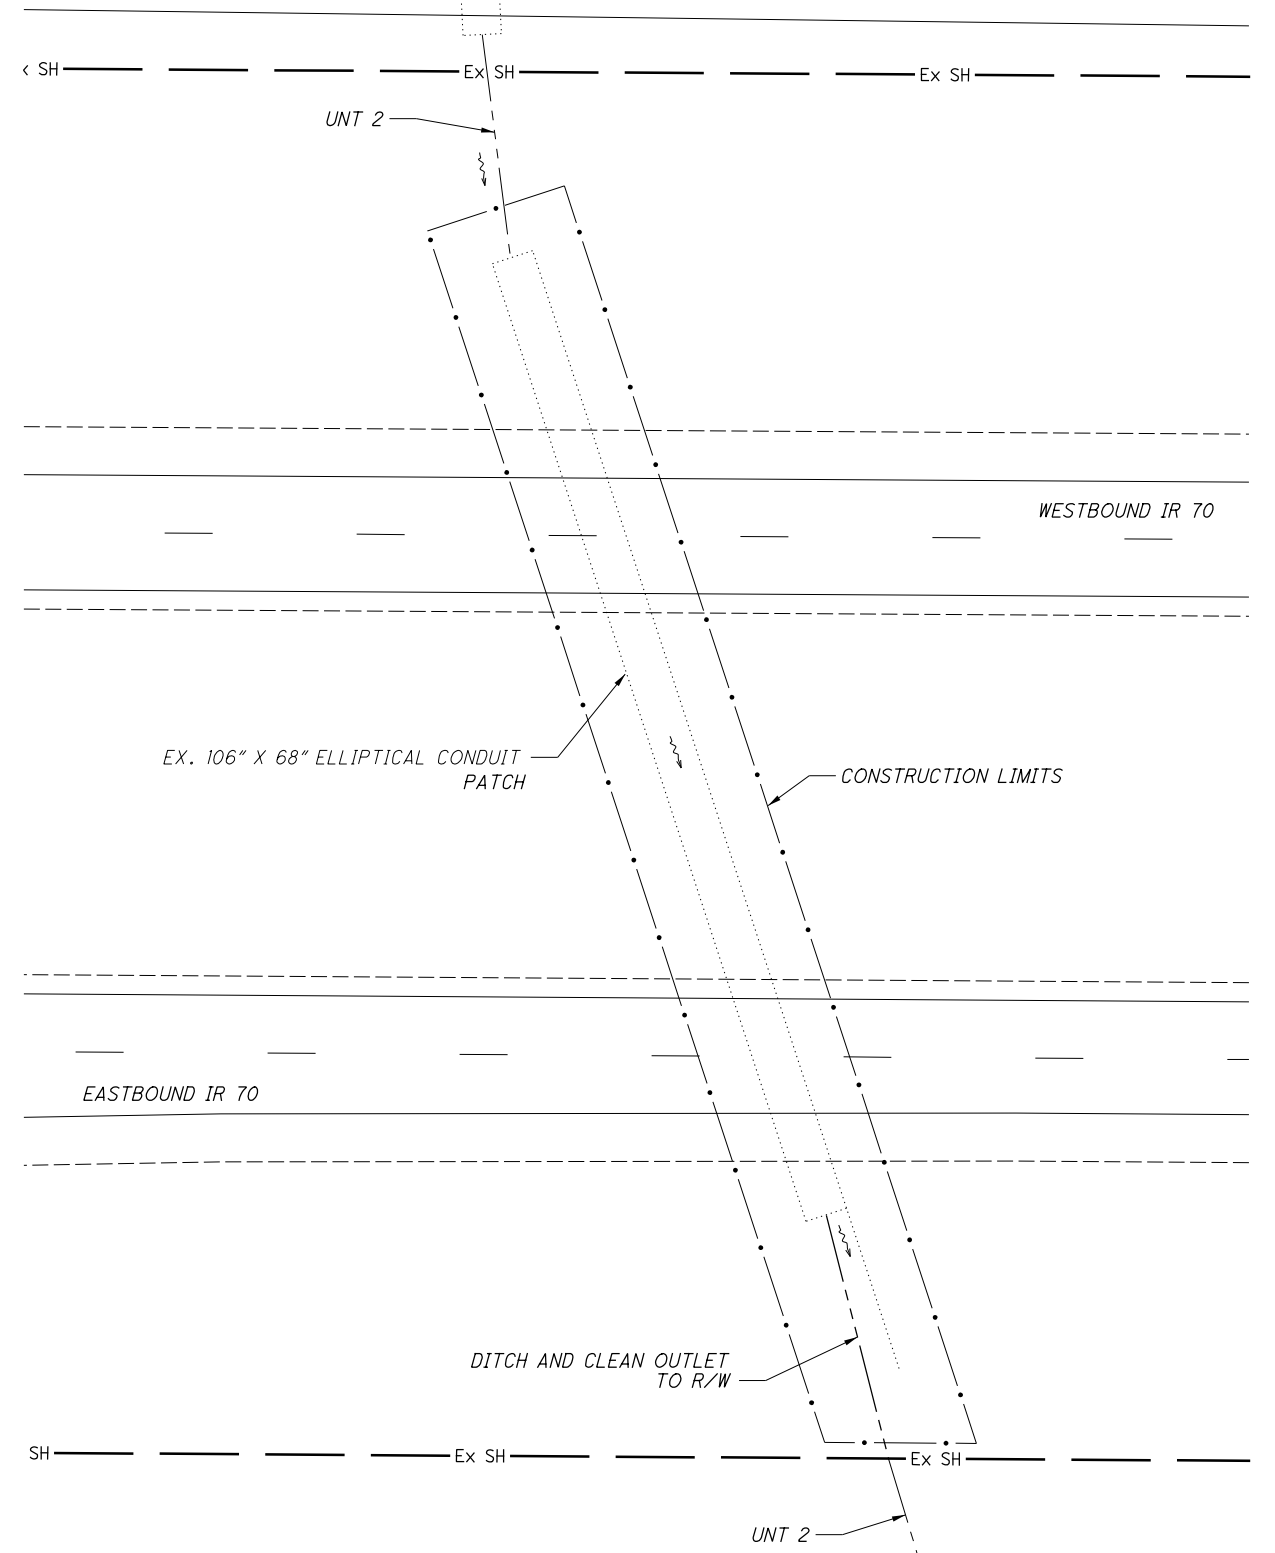 SH
Ex SH
Ex SH
UNT 2
WESTBOUND IR 70
EX. 106" X 68" ELLIPTICAL CONDUIT
PATCH
CONSTRUCTION LIMITS
EASTBOUND IR 70
DITCH AND CLEAN OUTLET
TO R/W
SH
Ex SH
Ex SH
UNT 2